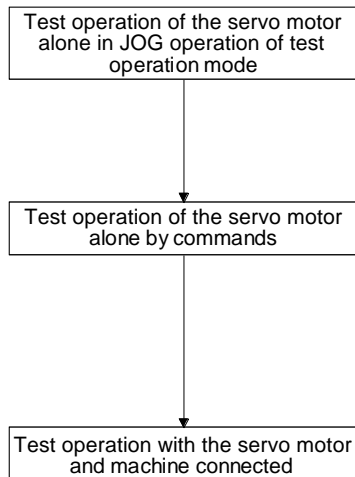 Test operation of the servo motor
alone in JOG operation of test
operation mode
Test operation of the servo motor
alone by commands
Test operation with the servo motor
and machine connected